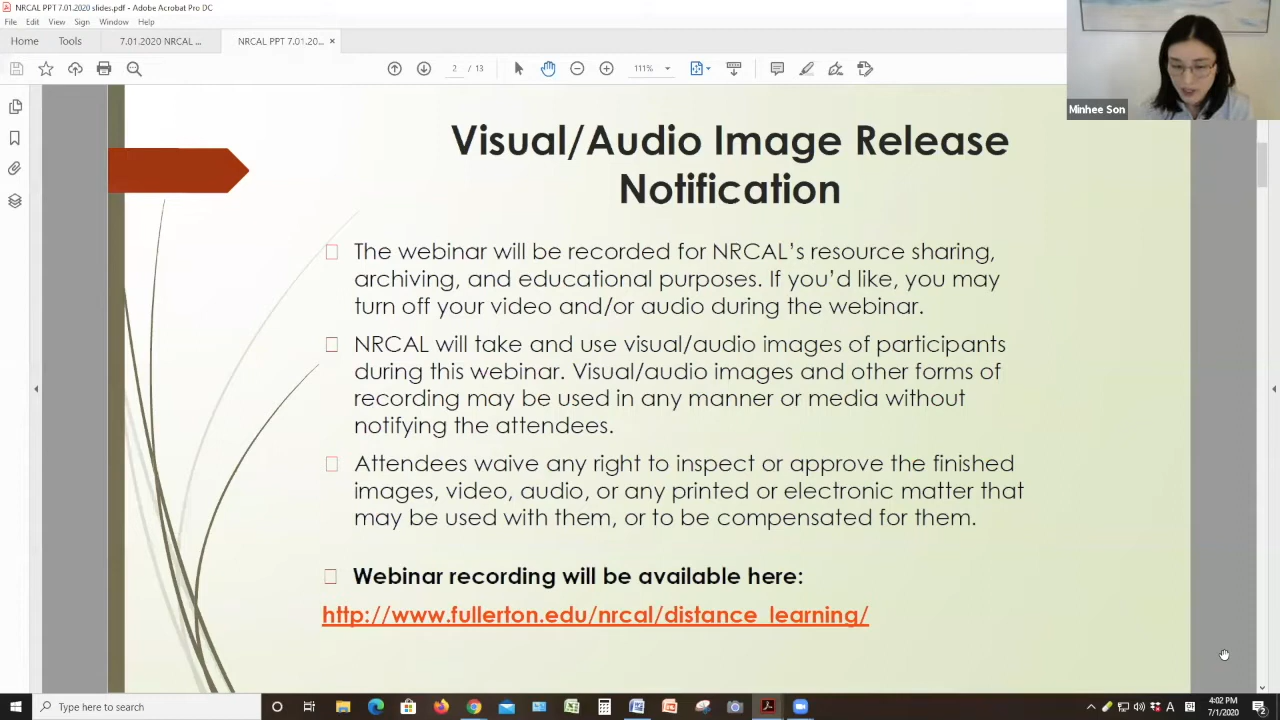 NRCAL PPT 7.01.2020 slides.pdf - Adobe Acrobat Pro DC
File Edit View Sign Window Help
Home Tools 7.01.2020 NRCAL ... NRCAL PPT 7.01.20... ×
2 / 13 111%
Minhee Son
Visual/Audio Image Release
Notification
The webinar will be recorded for NRCAL’s resource sharing,
archiving, and educational purposes. If you’d like, you may
turn off your video and/or audio during the webinar.
NRCAL will take and use visual/audio images of participants
during this webinar. Visual/audio images and other forms of
recording may be used in any manner or media without
notifying the attendees.
Attendees waive any right to inspect or approve the finished
images, video, audio, or any printed or electronic matter that
may be used with them, or to be compensated for them.
Webinar recording will be available here:
http://www.fullerton.edu/nrcal/distance_learning/
Type here to search
4:02 PM
7/1/2020